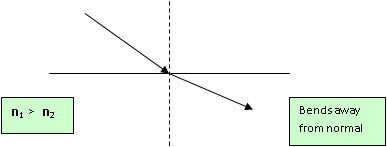 n₁ > n₂
Bends away
from normal